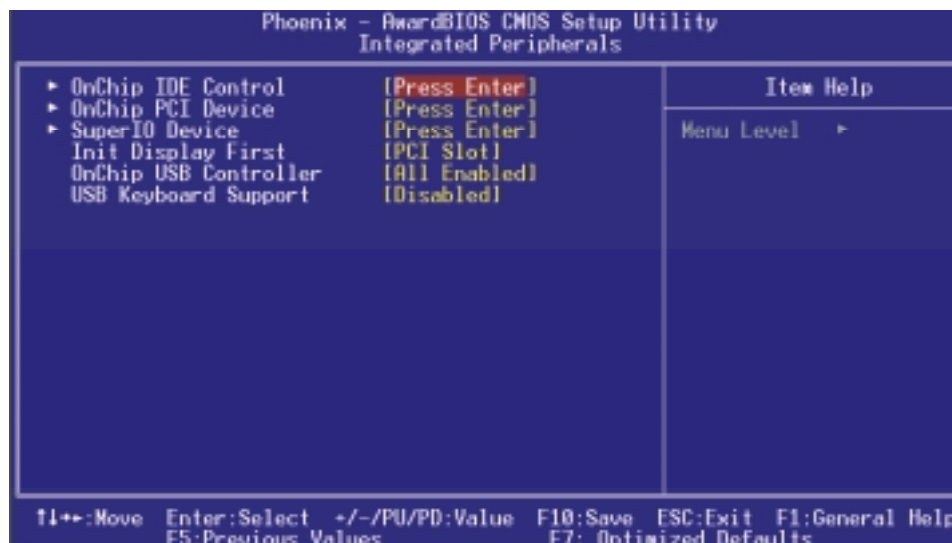 Phoenix - AwardBIOS CMOS Setup Utility
Integrated Peripherals
► OnChip IDE Control [Press Enter]
► OnChip PCI Device [Press Enter]
► SuperIO Device [Press Enter]
Init Display First [PCI Slot]
OnChip USB Controller [All Enabled]
USB Keyboard Support [Disabled]
Item Help
Menu Level ►
↑↓→←:Move Enter:Select +/-/PU/PD:Value F10:Save ESC:Exit F1:General Help
F5:Previous Values F7: Optimized Defaults